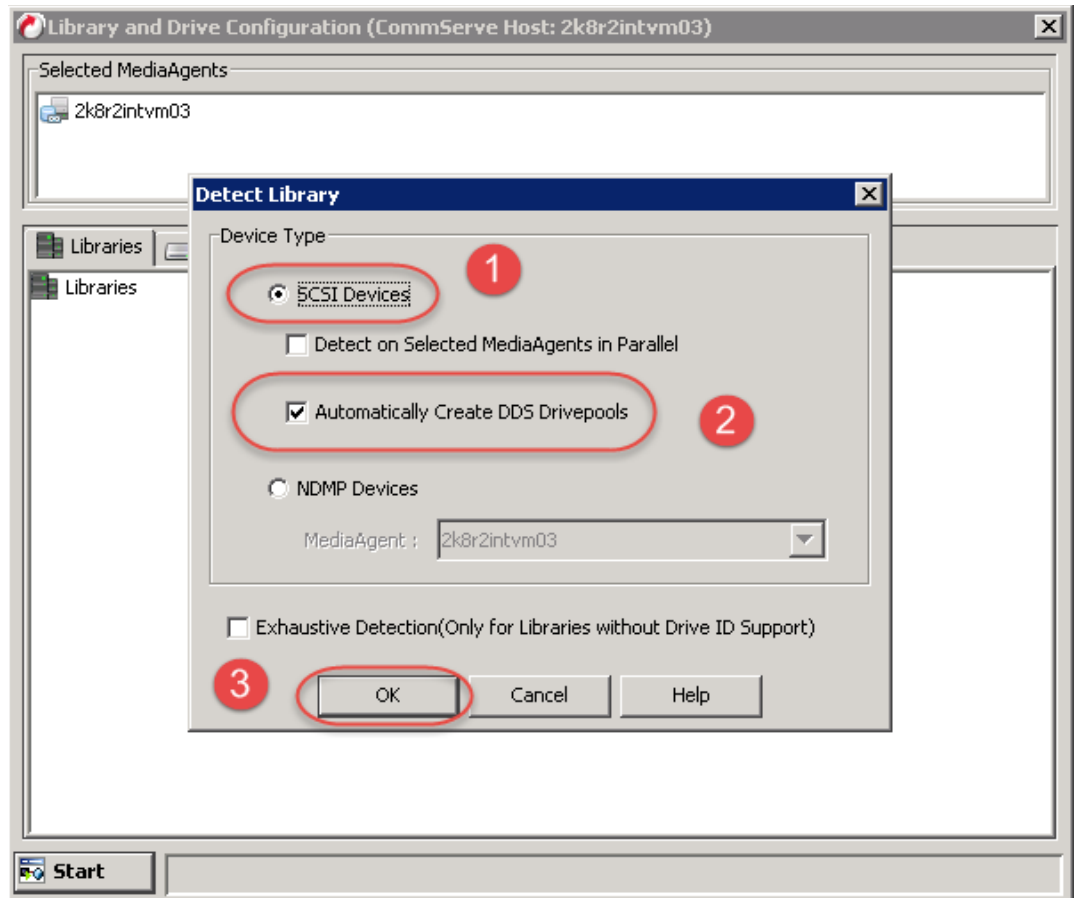 Library and Drive Configuration (CommServe Host: 2k8r2intvm03)
Selected MediaAgents
2k8r2intvm03
Detect Library
Libraries
Device Type
1
Libraries
SCSI Devices
Detect on Selected MediaAgents in Parallel
Automatically Create DDS Drivepools
2
NDMP Devices
MediaAgent : 2k8r2intvm03
Exhaustive Detection(Only for Libraries without Drive ID Support)
3 OK Cancel Help
Start